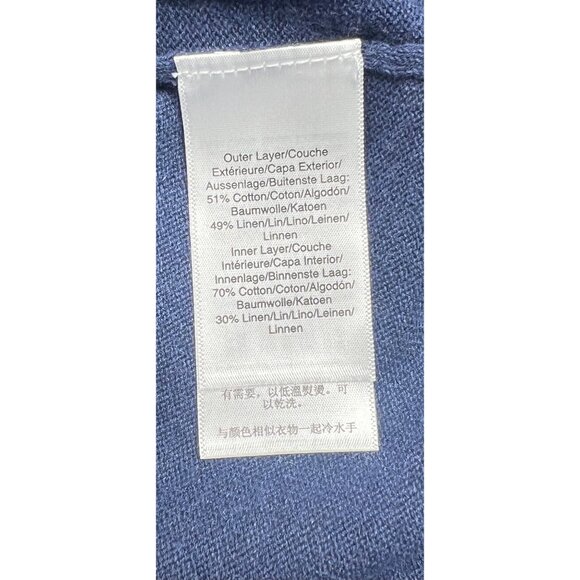 Outer Layer/Couche
Extérieure/Capa Exterior/
Aussenlage/Buitenste Laag:
51% Cotton/Coton/Algodón/
Baumwolle/Katoen
49% Linen/Lin/Lino/Leinen/
Linnen
Inner Layer/Couche
Intérieure/Capa Interior/
Innenlage/Binnenste Laag:
70% Cotton/Coton/Algodón/
Baumwolle/Katoen
30% Linen/Lin/Lino/Leinen/
Linnen
有需要。以低溫熨燙。可
以乾洗。
与颜色相似衣物一起冷水手